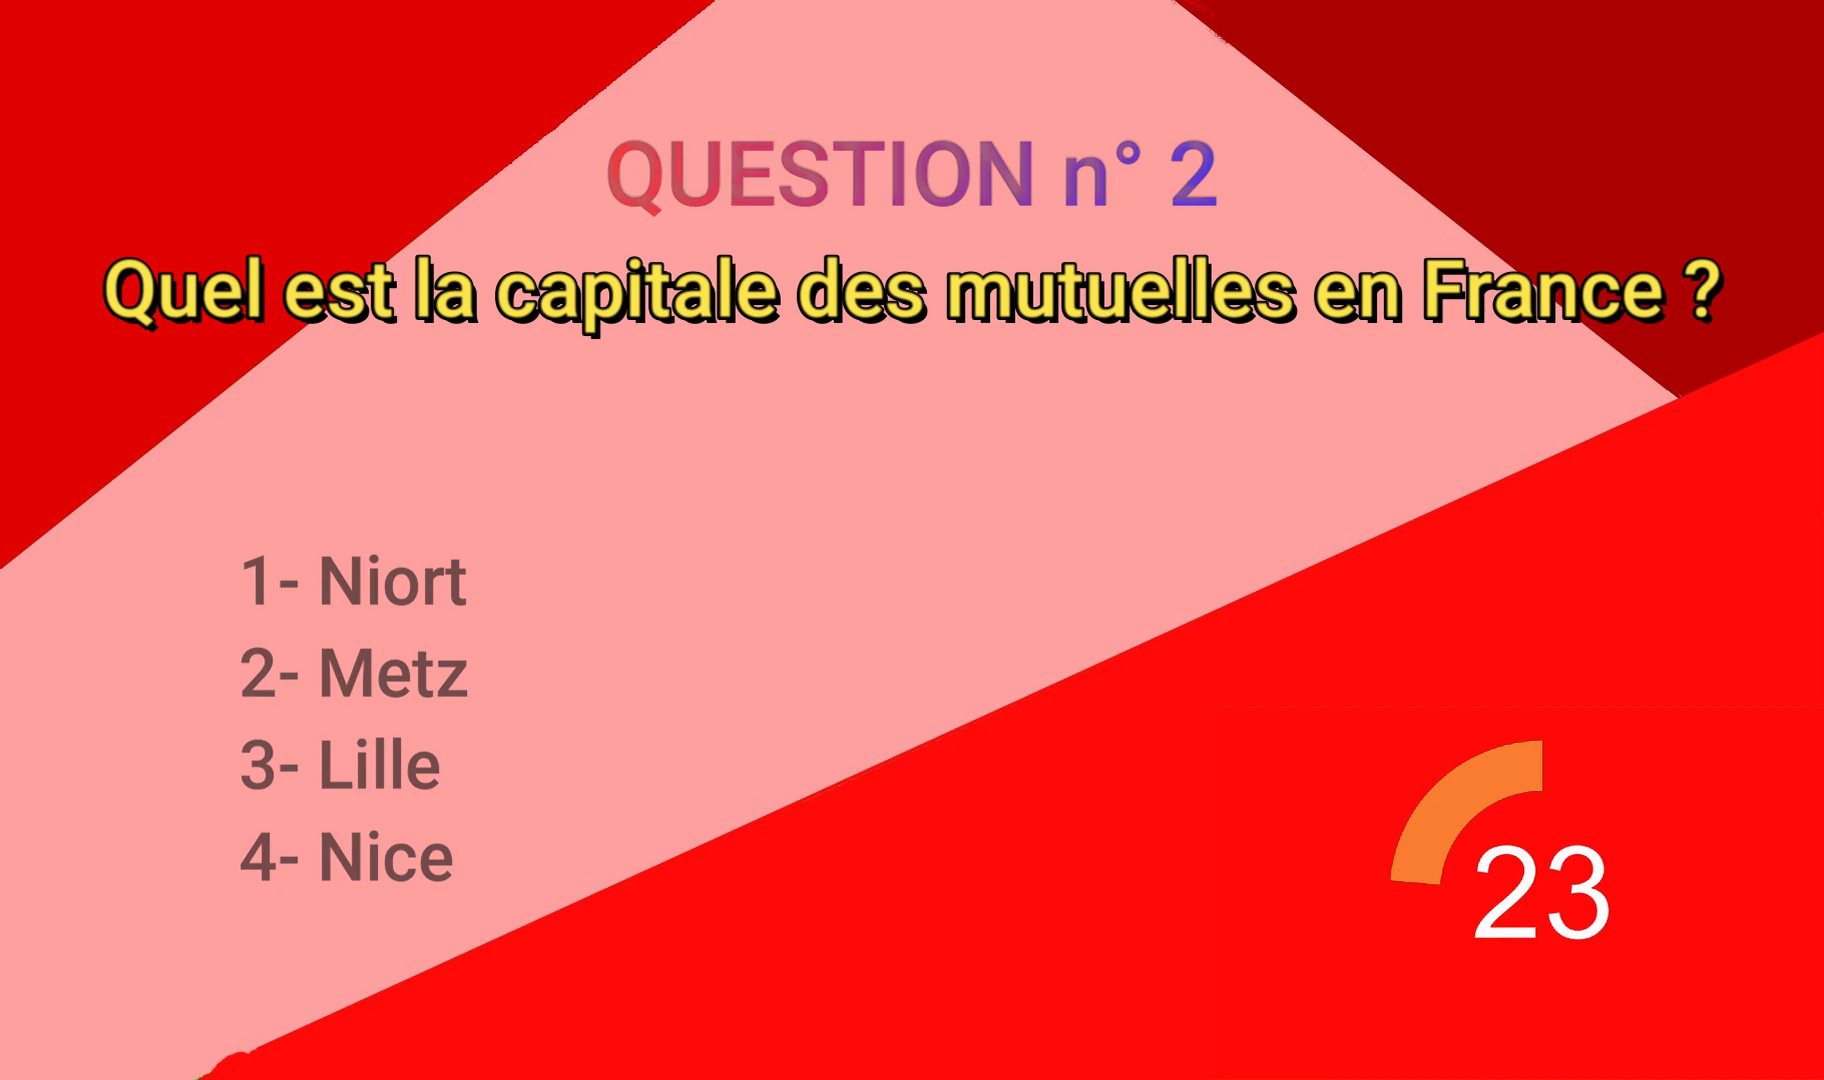 QUESTION n° 2
Quel est la capitale des mutuelles en France ?
1- Niort
2- Metz
3- Lille
4- Nice
23